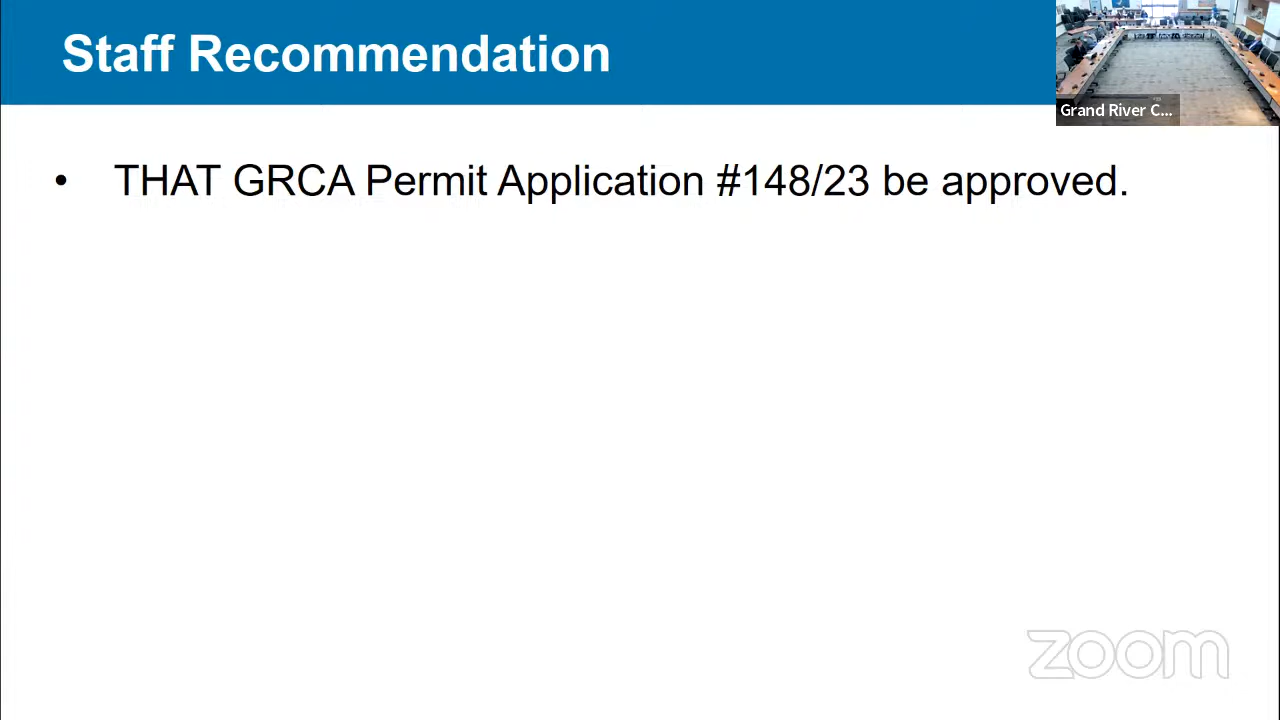 Staff Recommendation
Grand River C...
• THAT GRCA Permit Application #148/23 be approved.
zoom